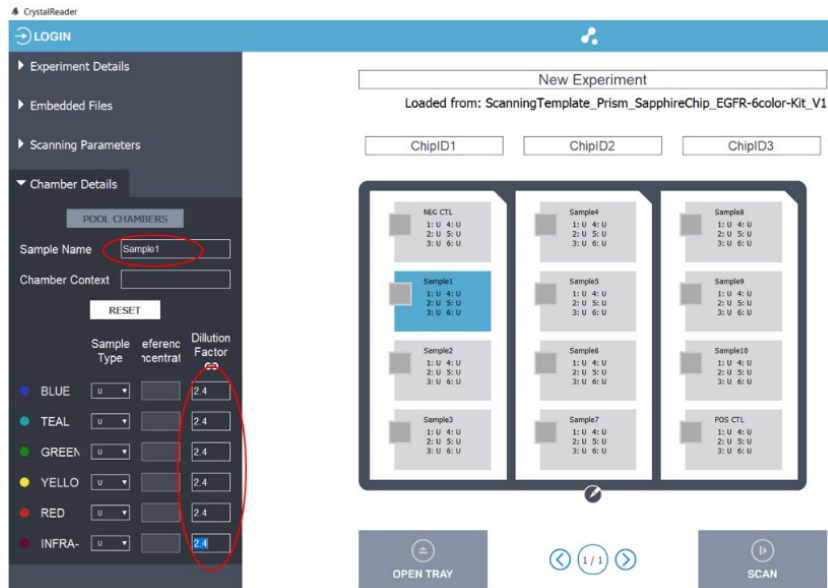 CrystalReader
LOGIN
Experiment Details
Embedded Files
Scanning Parameters
Chamber Details
POOL CHAMBERS
Sample Name Sample1
Chamber Context
RESET
Sample Type eferenc ncentrat Dillution Factor
BLUE U 2.4
TEAL U 2.4
GREEN U 2.4
YELLO U 2.4
RED U 2.4
INFRA- U 2.4
New Experiment
Loaded from: ScanningTemplate_Prism_SapphireChip_EGFR-6color-Kit_V1
ChipID1 ChipID2 ChipID3
NEG CTL
1: U 4: U
2: U 5: U
3: U 6: U
Sample1
1: U 4: U
2: U 5: U
3: U 6: U
Sample2
1: U 4: U
2: U 5: U
3: U 6: U
Sample3
1: U 4: U
2: U 5: U
3: U 6: U
Sample4
1: U 4: U
2: U 5: U
3: U 6: U
Sample5
1: U 4: U
2: U 5: U
3: U 6: U
Sample6
1: U 4: U
2: U 5: U
3: U 6: U
Sample7
1: U 4: U
2: U 5: U
3: U 6: U
Sample8
1: U 4: U
2: U 5: U
3: U 6: U
Sample9
1: U 4: U
2: U 5: U
3: U 6: U
Sample10
1: U 4: U
2: U 5: U
3: U 6: U
POS CTL
1: U 4: U
2: U 5: U
3: U 6: U
OPEN TRAY
1 / 1
SCAN